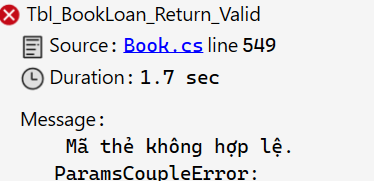 Tbl_BookLoan_Return_Valid
Source: Book.cs line 549
Duration: 1.7 sec
Message:
Mã thẻ không hợp lệ.
ParamsCoupleError: